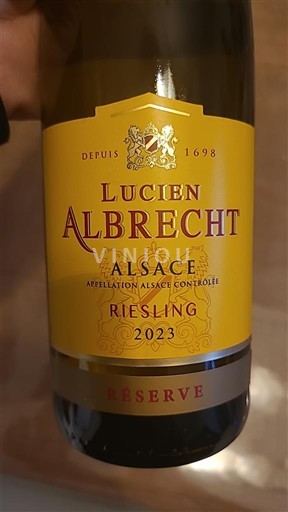 DEPUIS 1698
LUCIEN
ALBRECHT
VINIOU
ALSACE
APPELLATION ALSACE CONTRÔLÉE
RIESLING
2023
RÉSERVE